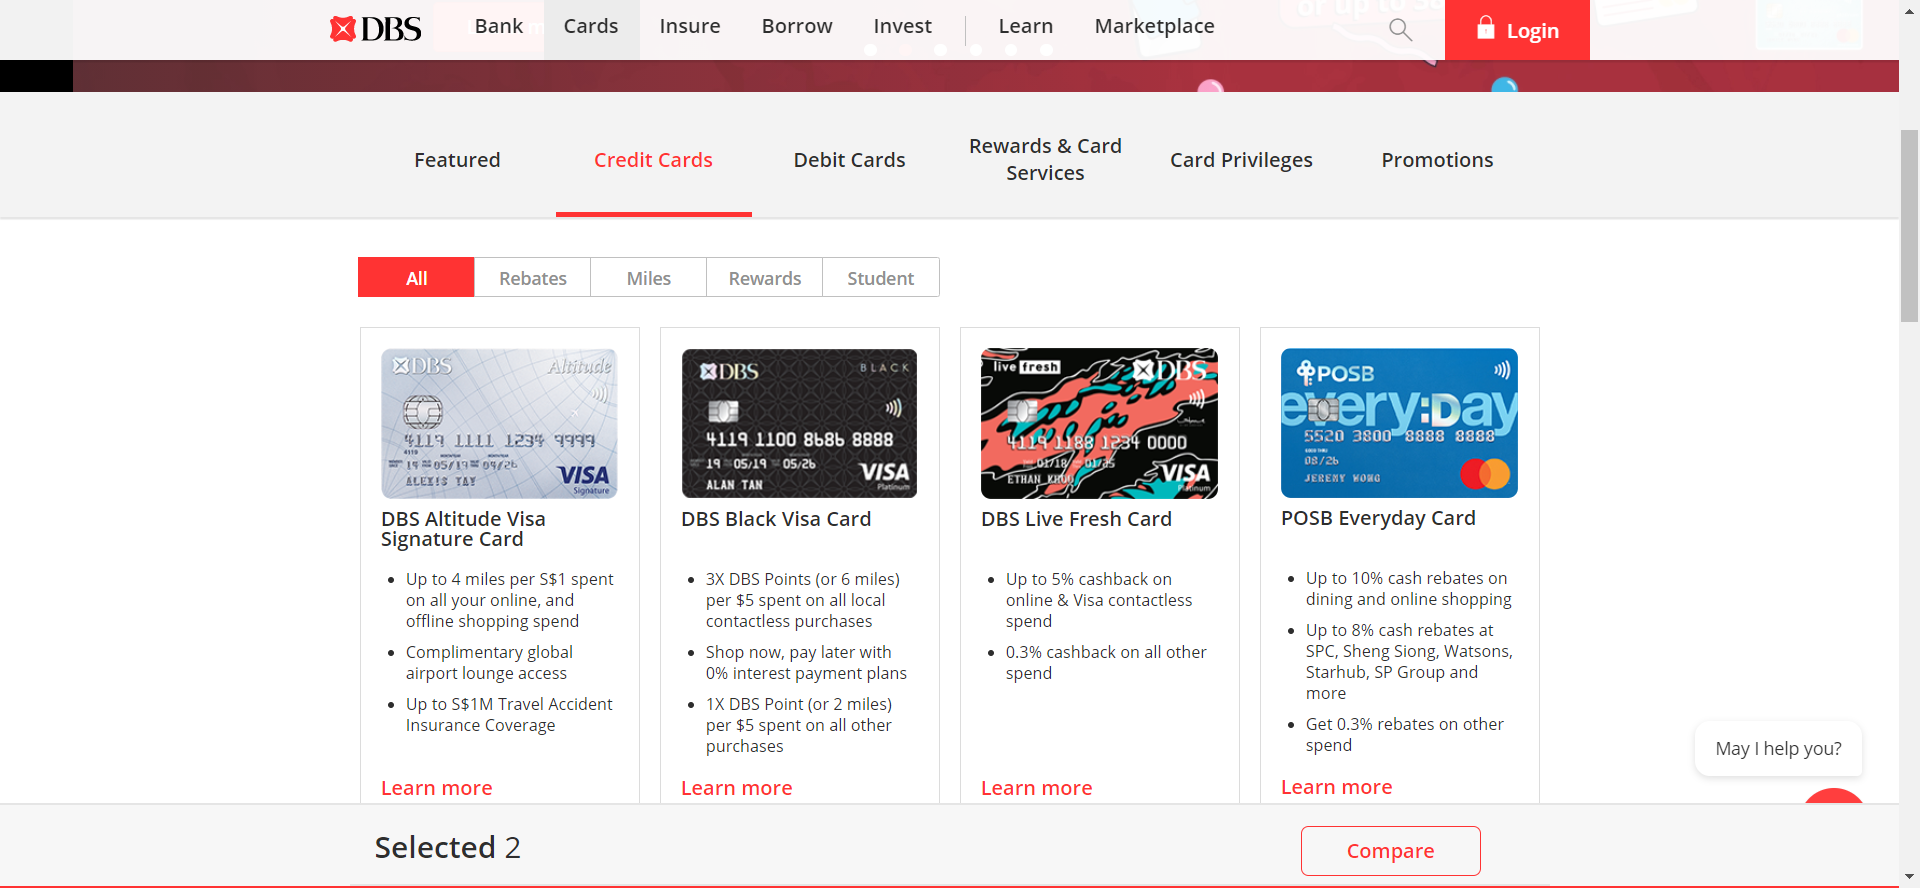 DBS
Bank
Cards
Insure
Borrow
Invest
Learn
Marketplace
Login
Featured
Credit Cards
Debit Cards
Rewards & Card
Services
Card Privileges
Promotions
All
Rebates
Miles
Rewards
Student
DBS
Altitude
4119 1111 1234 9999
4119
ALEXIS TAY
VISA
Signature
DBS Altitude Visa
Signature Card
Up to 4 miles per S$1 spent
on all your online, and
offline shopping spend
Complimentary global
airport lounge access
Up to S$1M Travel Accident
Insurance Coverage
Learn more
DBS
BLACK
4119 1100 8686 8888
19 05/19 05/26
ALAN TAN
VISA
Platinum
DBS Black Visa Card
3X DBS Points (or 6 miles)
per $5 spent on all local
contactless purchases
Shop now, pay later with
0% interest payment plans
1X DBS Point (or 2 miles)
per $5 spent on all other
purchases
Learn more
live fresh
DBS
4119 1188 1234 0000
ETHAN
VISA
Platinum
DBS Live Fresh Card
Up to 5% cashback on
online & Visa contactless
spend
0.3% cashback on all other
spend
Learn more
POSB
every:Day
5520 3800 8888 8888
08/26
JEREMY WONG
POSB Everyday Card
Up to 10% cash rebates on
dining and online shopping
Up to 8% cash rebates at
SPC, Sheng Siong, Watsons,
Starhub, SP Group and
more
Get 0.3% rebates on other
spend
Learn more
May I help you?
Selected 2
Compare